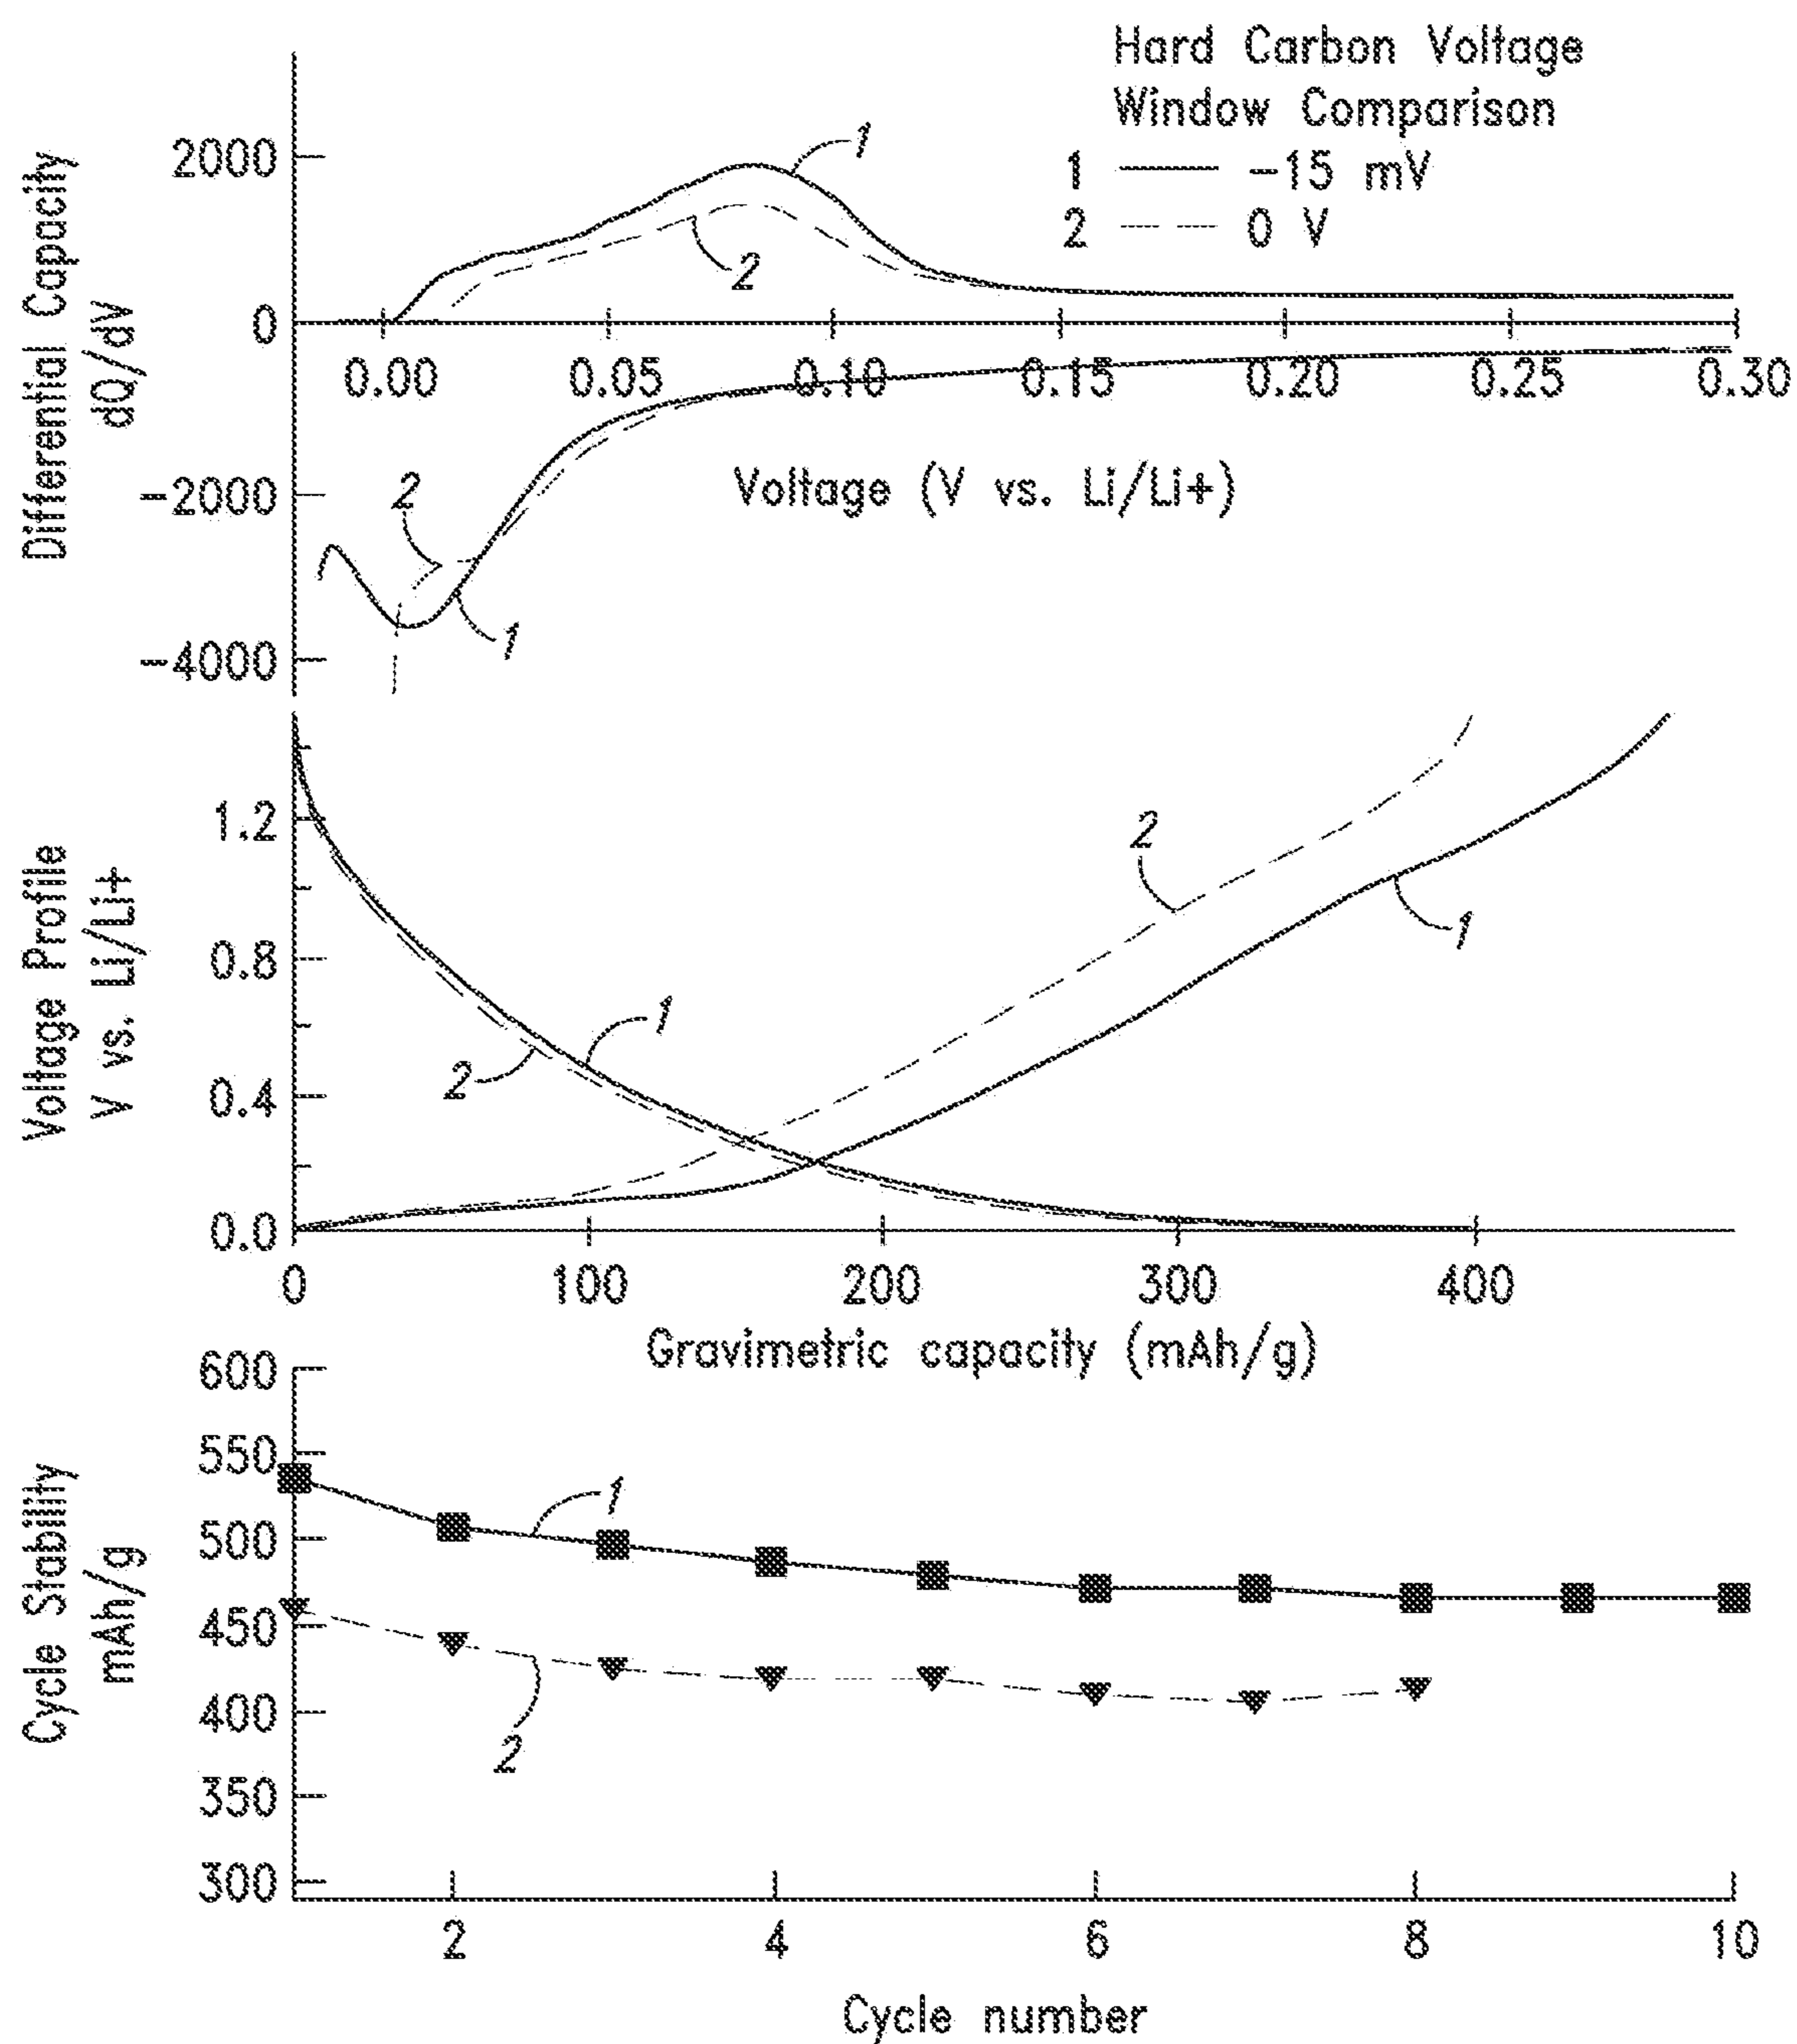 Hard Carbon Voltage
Window Comparison
1 -15 mV
2 0 V
Differential Capacity
dQ/dV
2000
0
-2000
-4000
1
2
2
1
0.00 0.05 0.10 0.15 0.20 0.25 0.30
Voltage (V vs. Li/Li+)
Voltage Profile
V vs. Li/Li+
1.2
0.8
0.4
0.0
2
1
1
2
0 100 200 300 400
Gravimetric capacity (mAh/g)
Cycle Stability
mAh/g
600
550
500
450
400
350
300
1
2
2 4 6 8 10
Cycle number